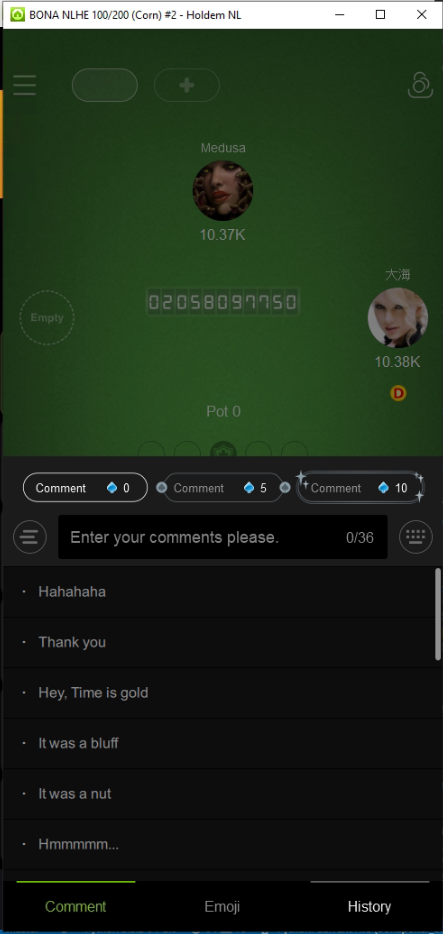 BONA NLHE 100/200 (Corn) #2 - Holdem NL
Medusa
10.37K
大海
02058097750
Empty
10.38K
D
Pot 0
Comment 0 Comment 5 Comment 10
Enter your comments please. 0/36
· Hahahaha
· Thank you
· Hey, Time is gold
· It was a bluff
· It was a nut
· Hmmmmm...
Comment Emoji History